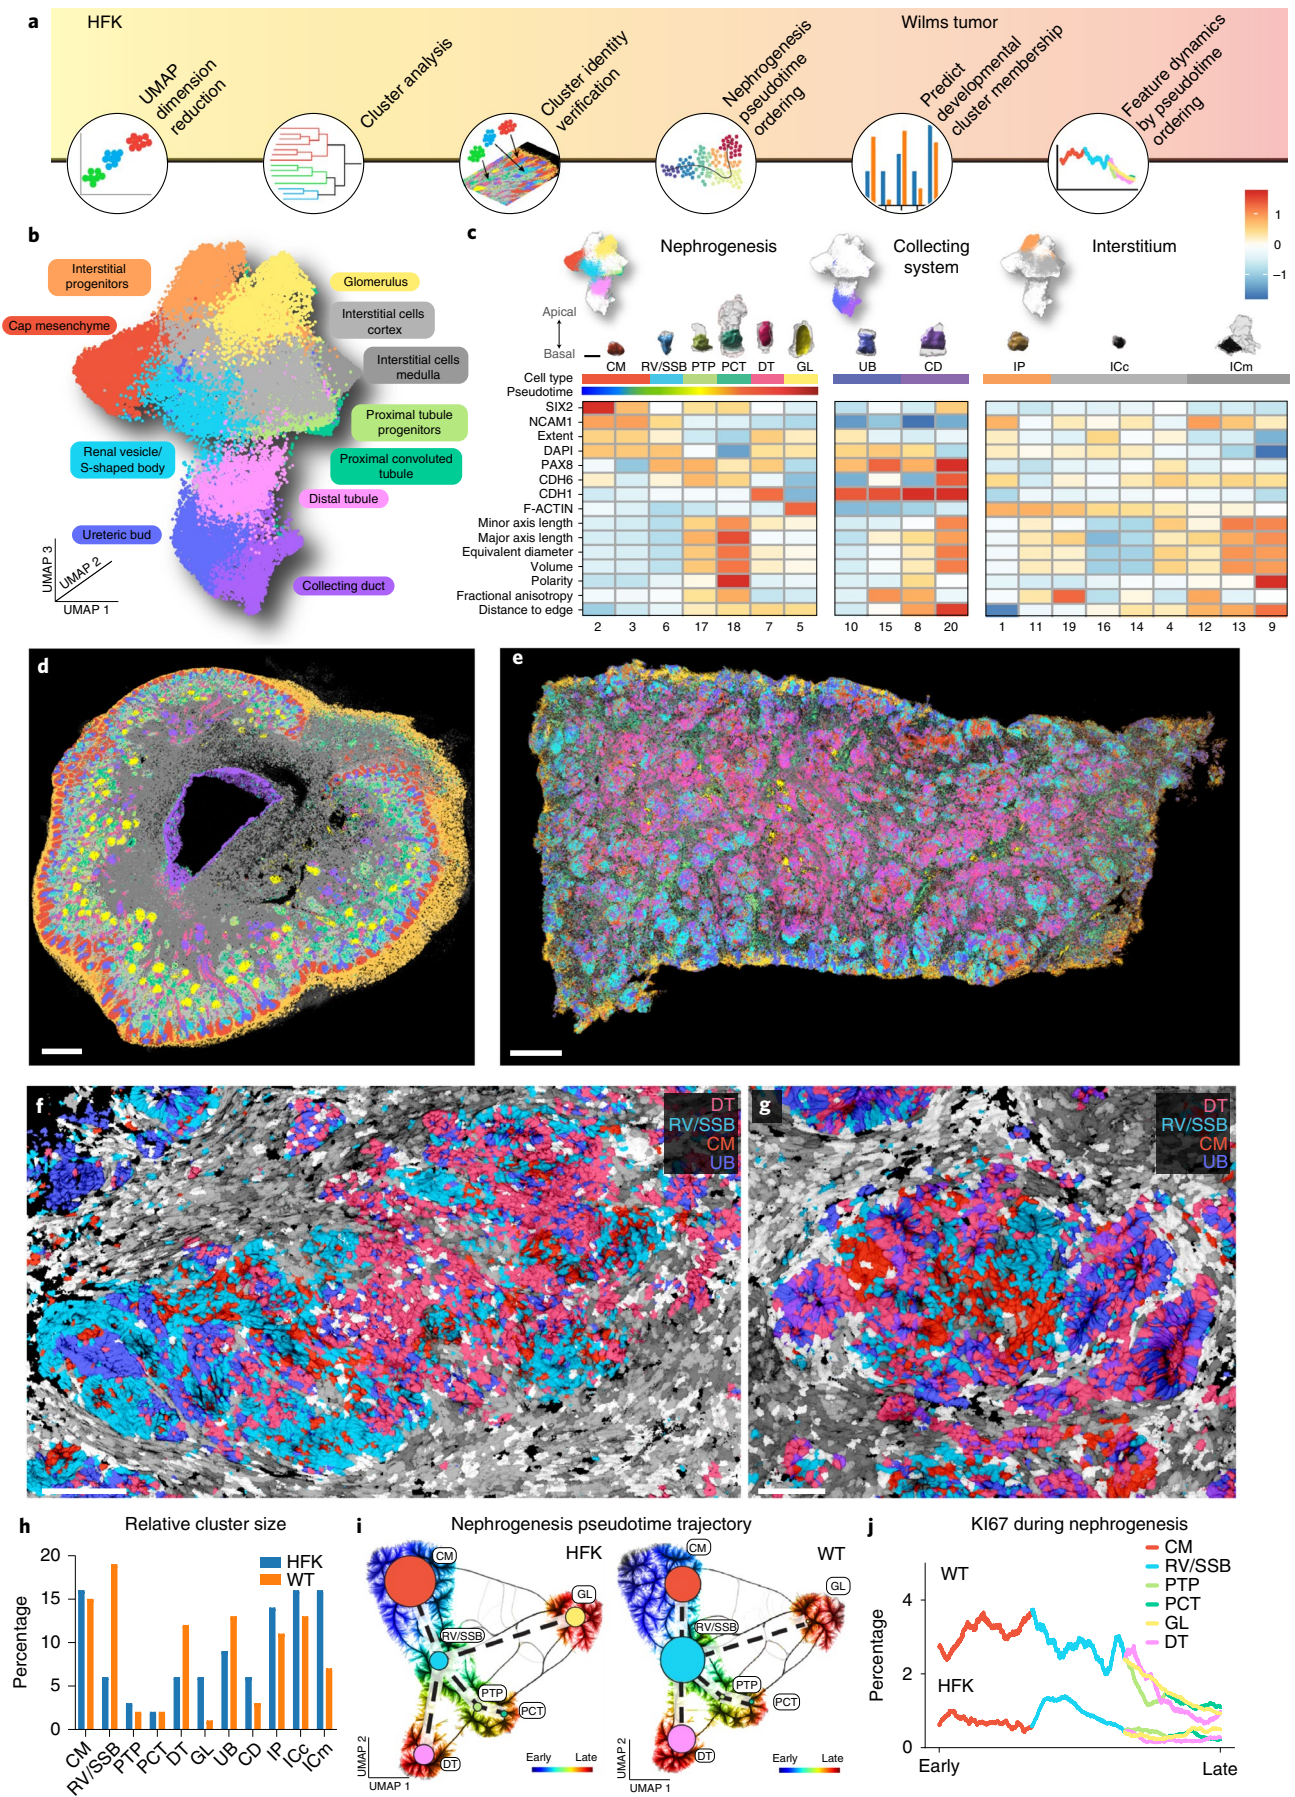 a
HFK
Wilms tumor
UMAP
dimension
reduction
Cluster analysis
Cluster identity
verification
Nephrogenesis
pseudotime
ordering
Predict
developmental
cluster membership
Feature dynamics
by pseudotime
ordering
b
Interstitial
progenitors
Glomerulus
Cap mesenchyme
Interstitial cells
cortex
Interstitial cells
medulla
Proximal tubule
progenitors
Renal vesicle/
S-shaped body
Proximal convoluted
tubule
Distal tubule
Ureteric bud
Collecting duct
UMAP 3
UMAP 2
UMAP 1
c
Nephrogenesis
Collecting
system
Interstitium
1
0
−1
Apical
Basal
CM RV/SSB PTP PCT DT GL UB CD IP ICc ICm
Cell type
Pseudotime
SIX2
NCAM1
Extent
DAPI
PAX8
CDH6
CDH1
F-ACTIN
Minor axis length
Major axis length
Equivalent diameter
Volume
Polarity
Fractional anisotropy
Distance to edge
2 3 6 17 18 7 5 10 15 8 20 1 11 19 16 14 4 12 13 9
d
e
f
DT
RV/SSB
CM
UB
g
DT
RV/SSB
CM
UB
h
Relative cluster size
HFK
WT
Percentage
20
15
10
5
0
CM RV/SSB PTP PCT DT GL UB CD IP ICc ICm
i
Nephrogenesis pseudotime trajectory
HFK
CM
GL
RV/SSB
PTP
PCT
DT
UMAP 2
UMAP 1
Early Late
WT
CM
GL
RV/SSB
PTP
PCT
DT
UMAP 2
UMAP 1
Early Late
j
KI67 during nephrogenesis
CM
RV/SSB
PTP
PCT
GL
DT
WT
HFK
Percentage
4
2
0
Early Late